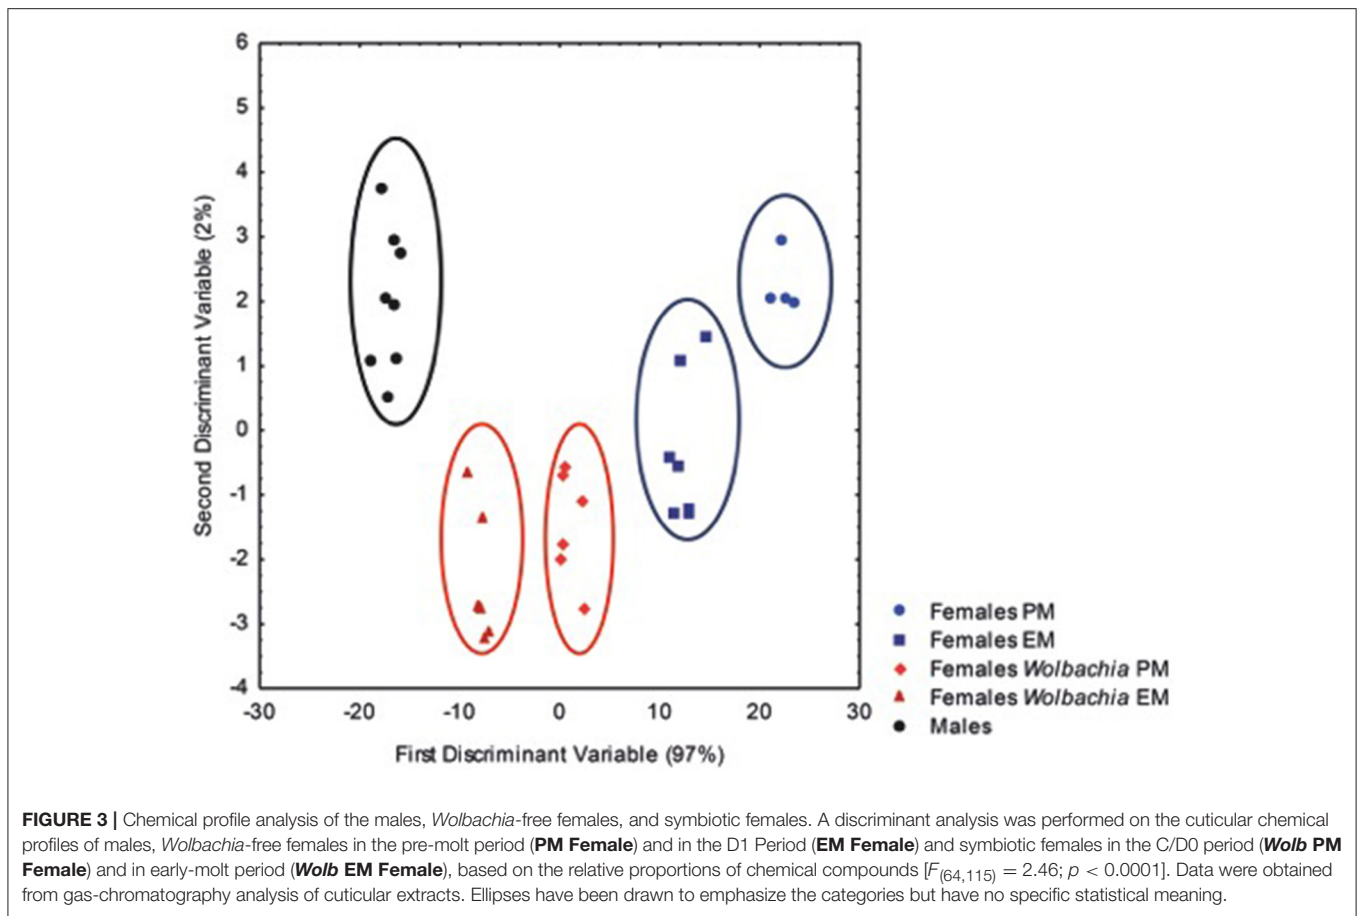 6
5
4
3
2
1
0
-1
-2
-3
-4
Second Discriminant Variable (2%)
-30 -20 -10 0 10 20 30
First Discriminant Variable (97%)
Females PM
Females EM
Females Wolbachia PM
Females Wolbachia EM
Males
FIGURE 3 | Chemical profile analysis of the males, Wolbachia-free females, and symbiotic females. A discriminant analysis was performed on the cuticular chemical
profiles of males, Wolbachia-free females in the pre-molt period (PM Female) and in the D1 Period (EM Female) and symbiotic females in the C/D0 period (Wolb PM
Female) and in early-molt period (Wolb EM Female), based on the relative proportions of chemical compounds [F(64,115) = 2.46; p < 0.0001]. Data were obtained
from gas-chromatography analysis of cuticular extracts. Ellipses have been drawn to emphasize the categories but have no specific statistical meaning.